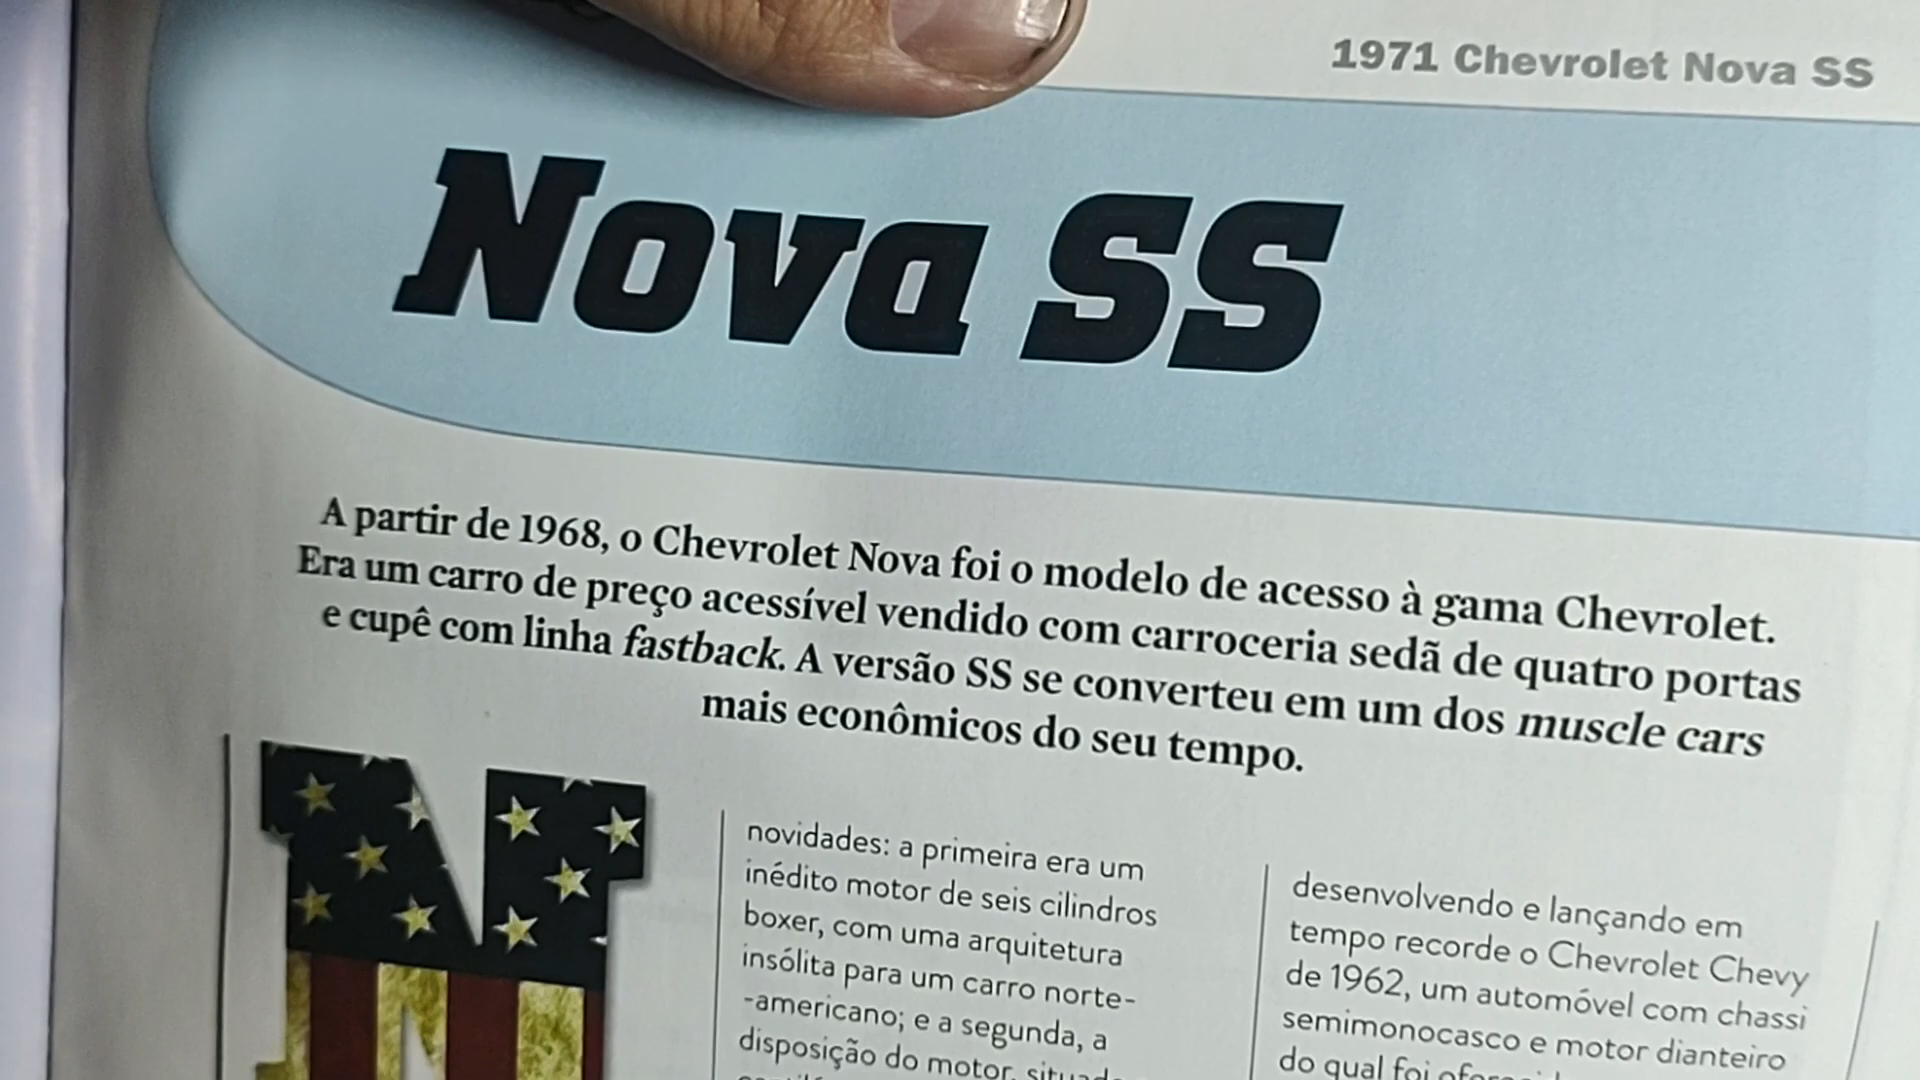 1971 Chevrolet Nova SS
Nova SS
A partir de 1968, o Chevrolet Nova foi o modelo de acesso à gama Chevrolet.
Era um carro de preço acessível vendido com carroceria sedã de quatro portas
e cupê com linha fastback. A versão SS se converteu em um dos muscle cars
mais econômicos do seu tempo.
N
novidades: a primeira era um
inédito motor de seis cilindros
boxer, com uma arquitetura
insólita para um carro norte-
-americano; e a segunda, a
disposição do motor,
desenvolvendo e lançando em
tempo recorde o Chevrolet Chevy
de 1962, um automóvel com chassi
semimonocasco e motor dianteiro
do qual foi